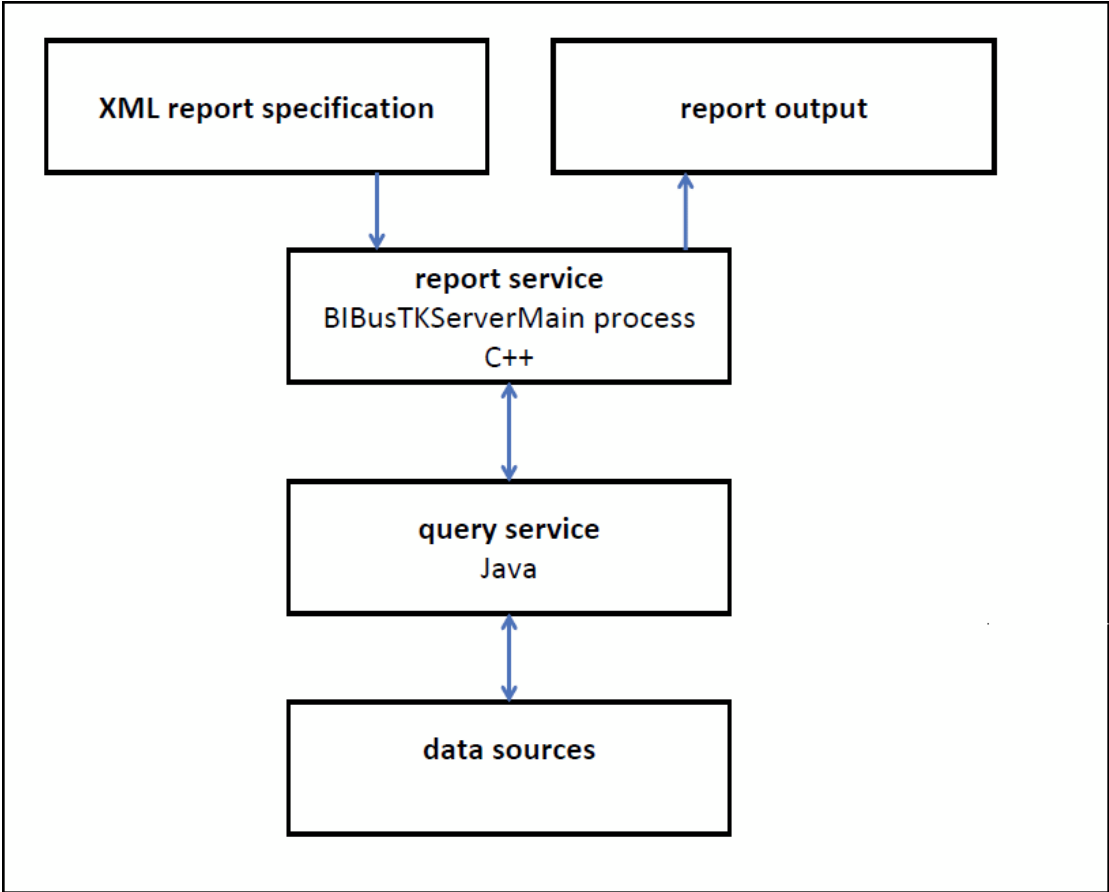 XML report specification
report output
report service
BIBusTKServerMain process
C++
query service
Java
data sources